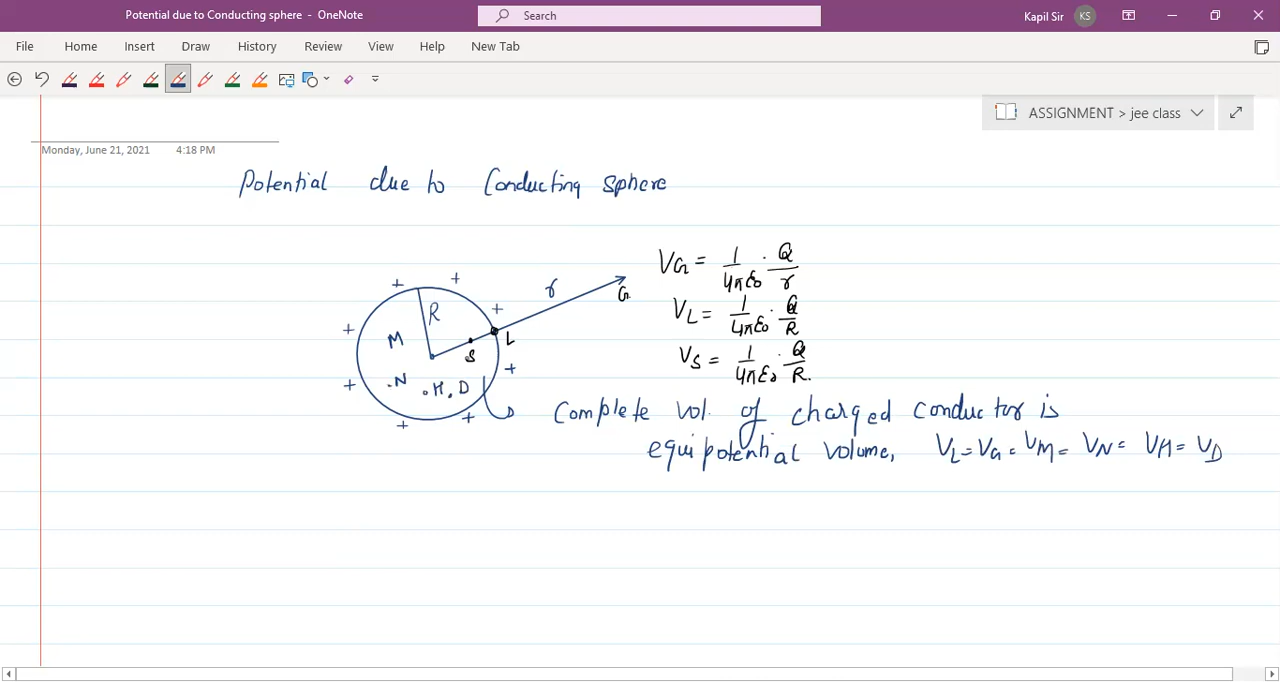 Potential due to Conducting sphere - OneNote
Search
Kapil Sir KS
File Home Insert Draw History Review View Help New Tab
ASSIGNMENT > jee class
Monday, June 21, 2021 4:18 PM
Potential due to Conducting sphere
VG = 1/4πε0 · Q/r
VL = 1/4πε0 · Q/R
VS = 1/4πε0 · Q/R.
+ + + + + + + + +
R r G
M S L
.N .H .D
Complete vol. of charged conductor is
equipotential volume, VL = VG = VM = VN = VH = VD